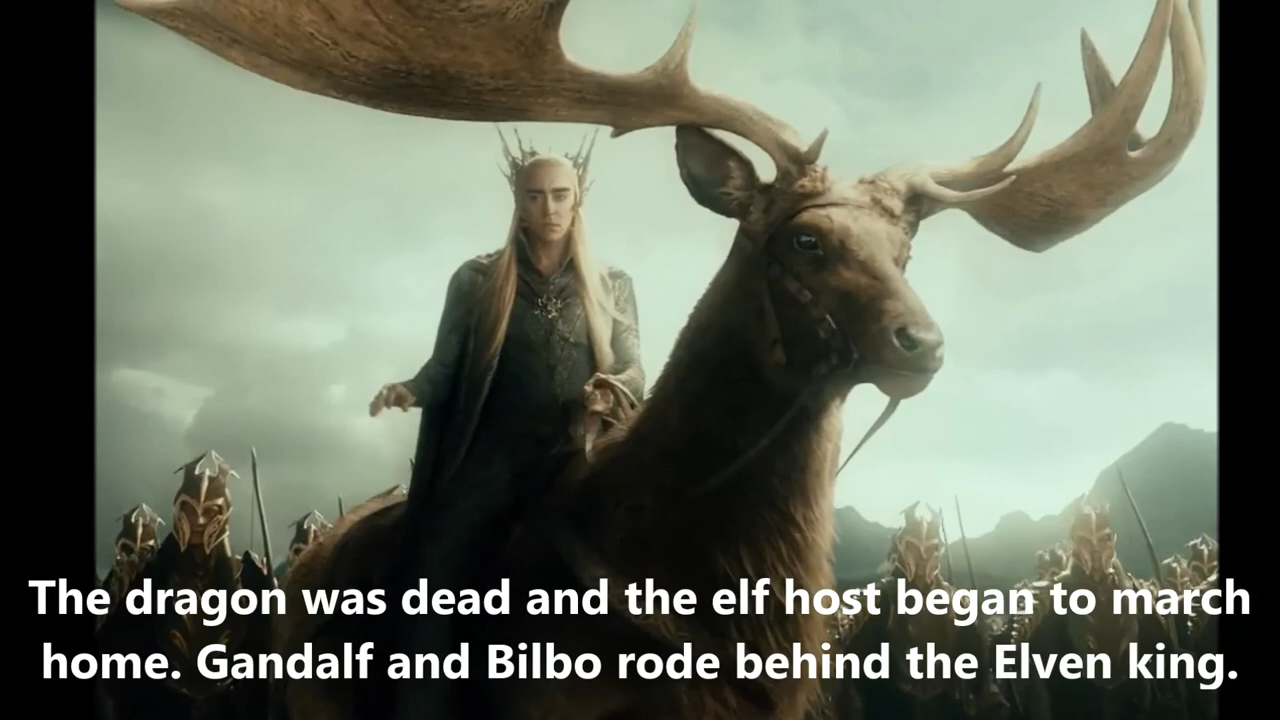 The dragon was dead and the elf host began to march
home. Gandalf and Bilbo rode behind the Elven king.